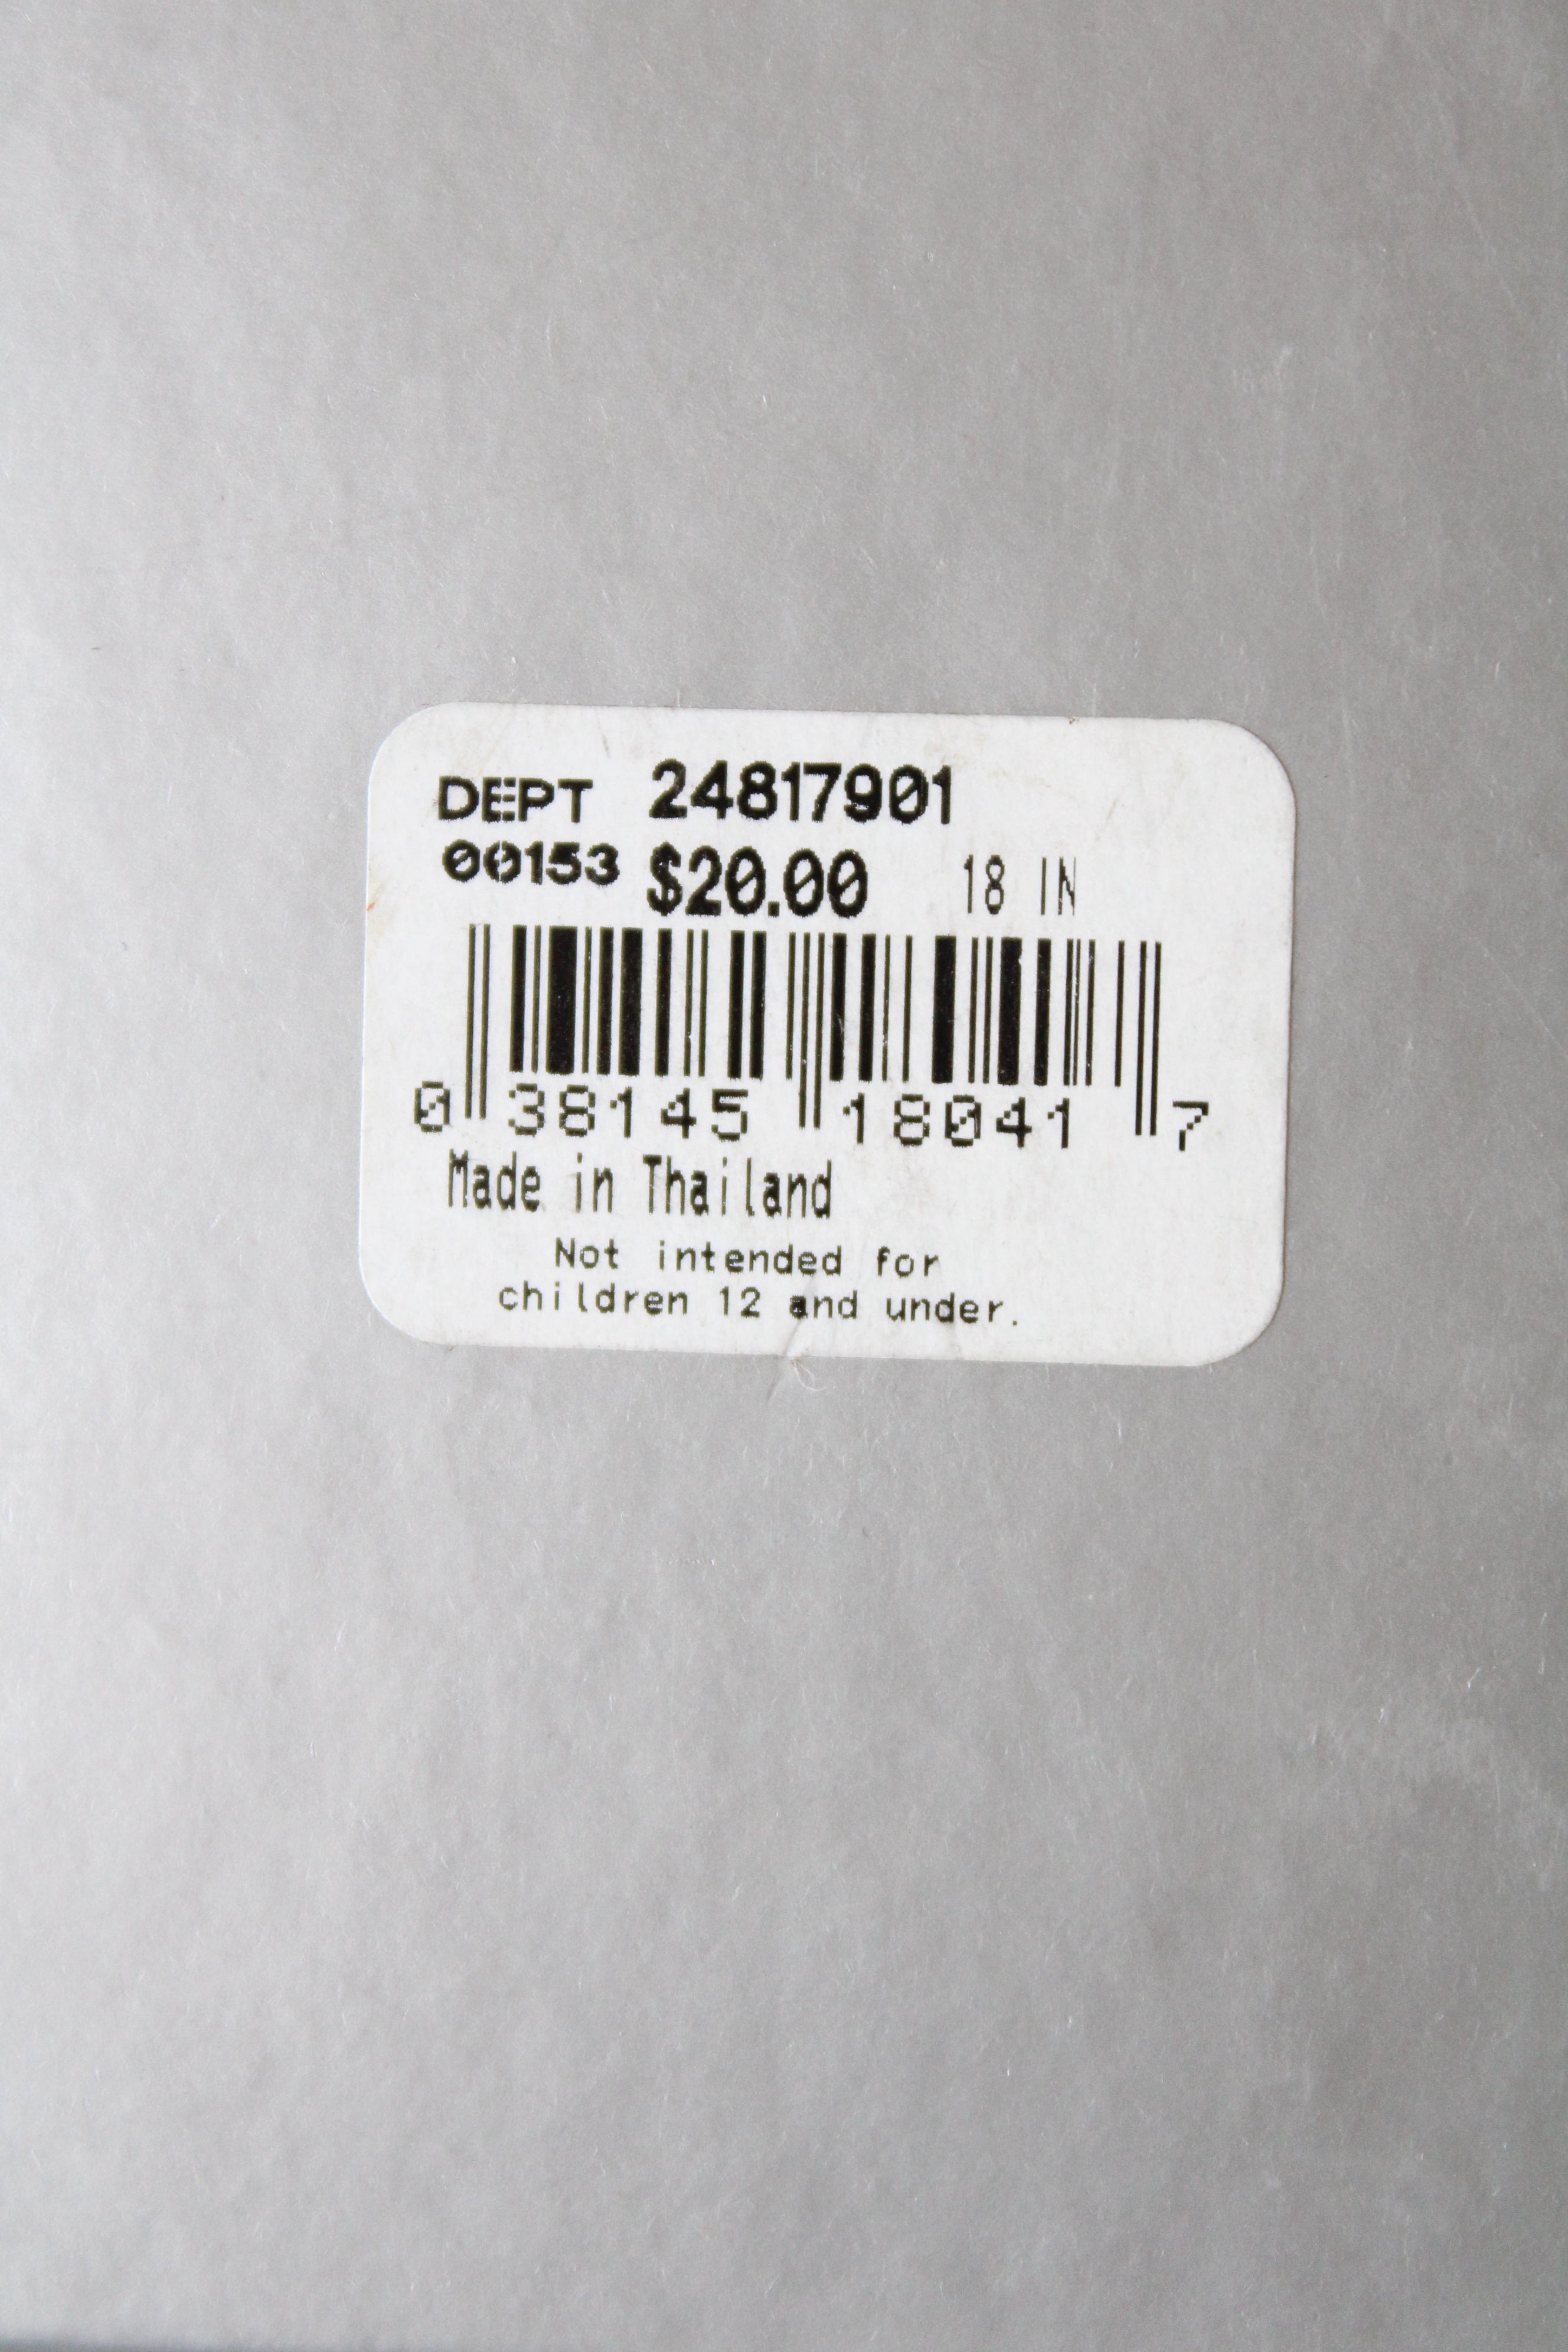 DEPT 24817901
00153 $20.00 18 IN
0 38145 18041 7
Made in Thailand
Not intended for
children 12 and under.